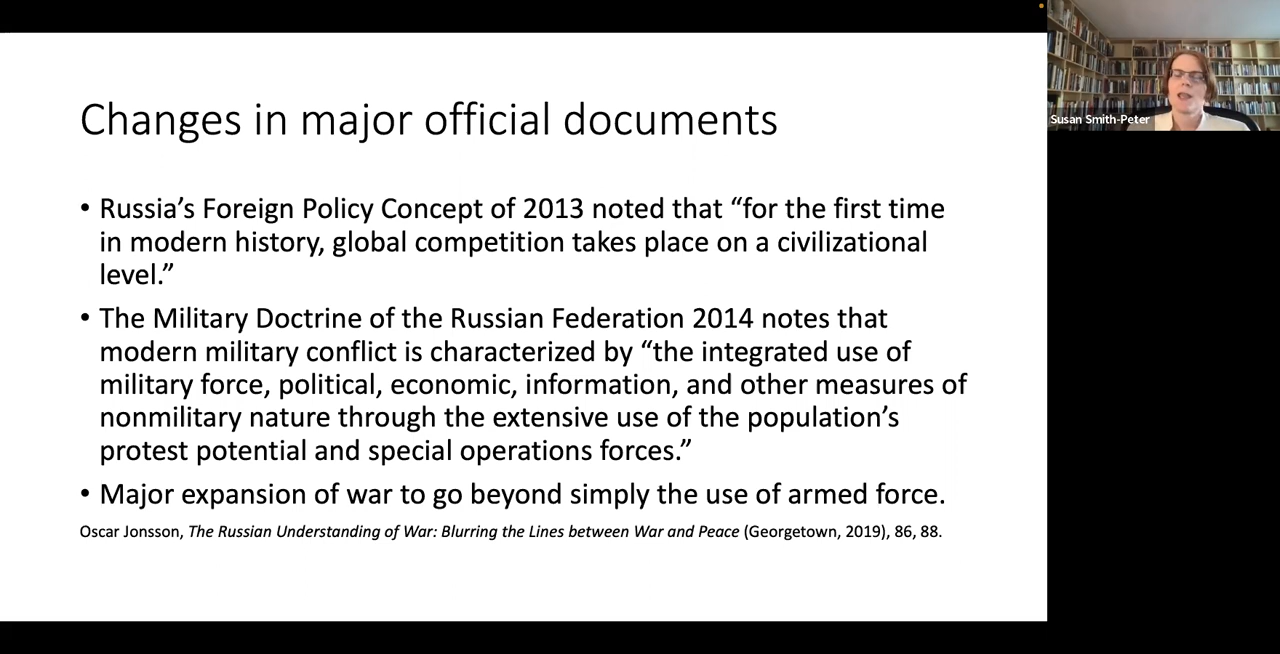 Changes in major official documents
• Russia’s Foreign Policy Concept of 2013 noted that “for the first time
in modern history, global competition takes place on a civilizational
level.”
• The Military Doctrine of the Russian Federation 2014 notes that
modern military conflict is characterized by “the integrated use of
military force, political, economic, information, and other measures of
nonmilitary nature through the extensive use of the population’s
protest potential and special operations forces.”
• Major expansion of war to go beyond simply the use of armed force.
Oscar Jonsson, The Russian Understanding of War: Blurring the Lines between War and Peace (Georgetown, 2019), 86, 88.
Susan Smith-Peter